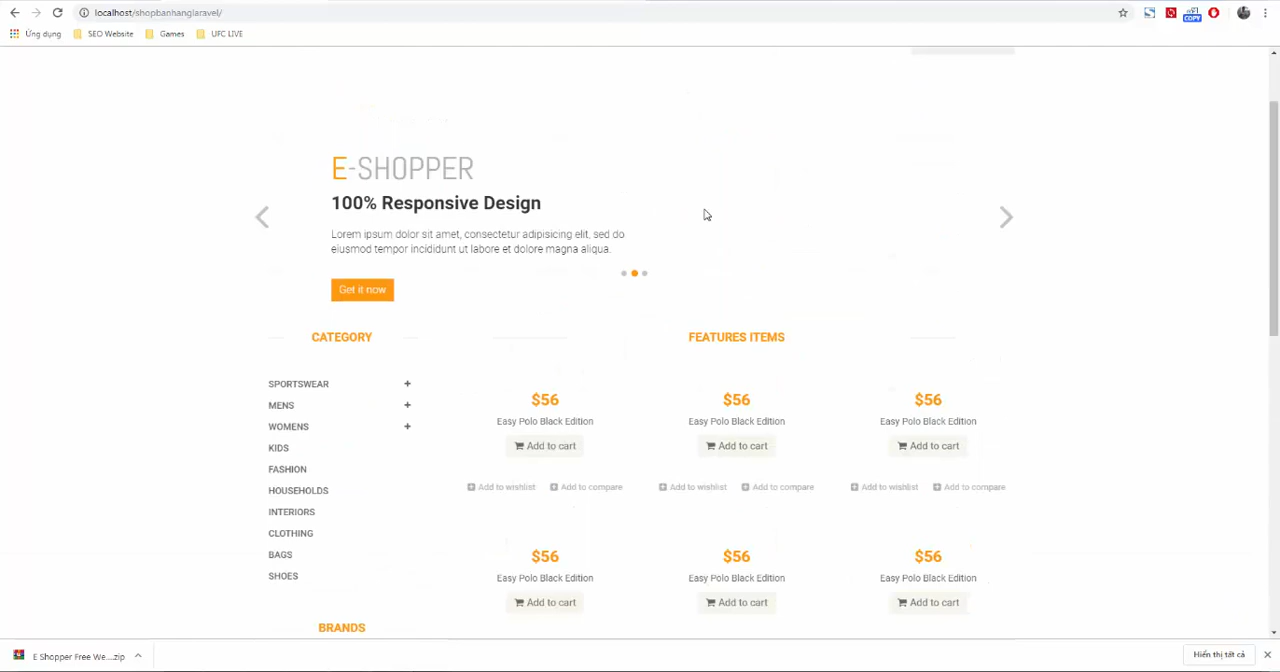 localhost/shopbanhanglaravel/
Ứng dụng SEO Website Games UFC LIVE
COPY
E-SHOPPER
100% Responsive Design
Lorem ipsum dolor sit amet, consectetur adipisicing elit, sed do
eiusmod tempor incididunt ut labore et dolore magna aliqua.
Get it now
CATEGORY
SPORTSWEAR +
MENS +
WOMENS +
KIDS
FASHION
HOUSEHOLDS
INTERIORS
CLOTHING
BAGS
SHOES
BRANDS
FEATURES ITEMS
$56 $56 $56
Easy Polo Black Edition Easy Polo Black Edition Easy Polo Black Edition
Add to cart Add to cart Add to cart
Add to wishlist Add to compare Add to wishlist Add to compare Add to wishlist Add to compare
$56 $56 $56
Easy Polo Black Edition Easy Polo Black Edition Easy Polo Black Edition
Add to cart Add to cart Add to cart
E Shopper Free We....zip Hiển thị tất cả